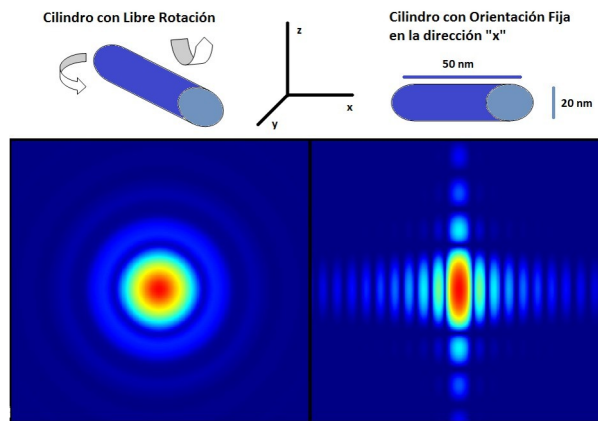 Cilindro con Libre Rotación
z
x
y
Cilindro con Orientación Fija
en la dirección "x"
50 nm
20 nm